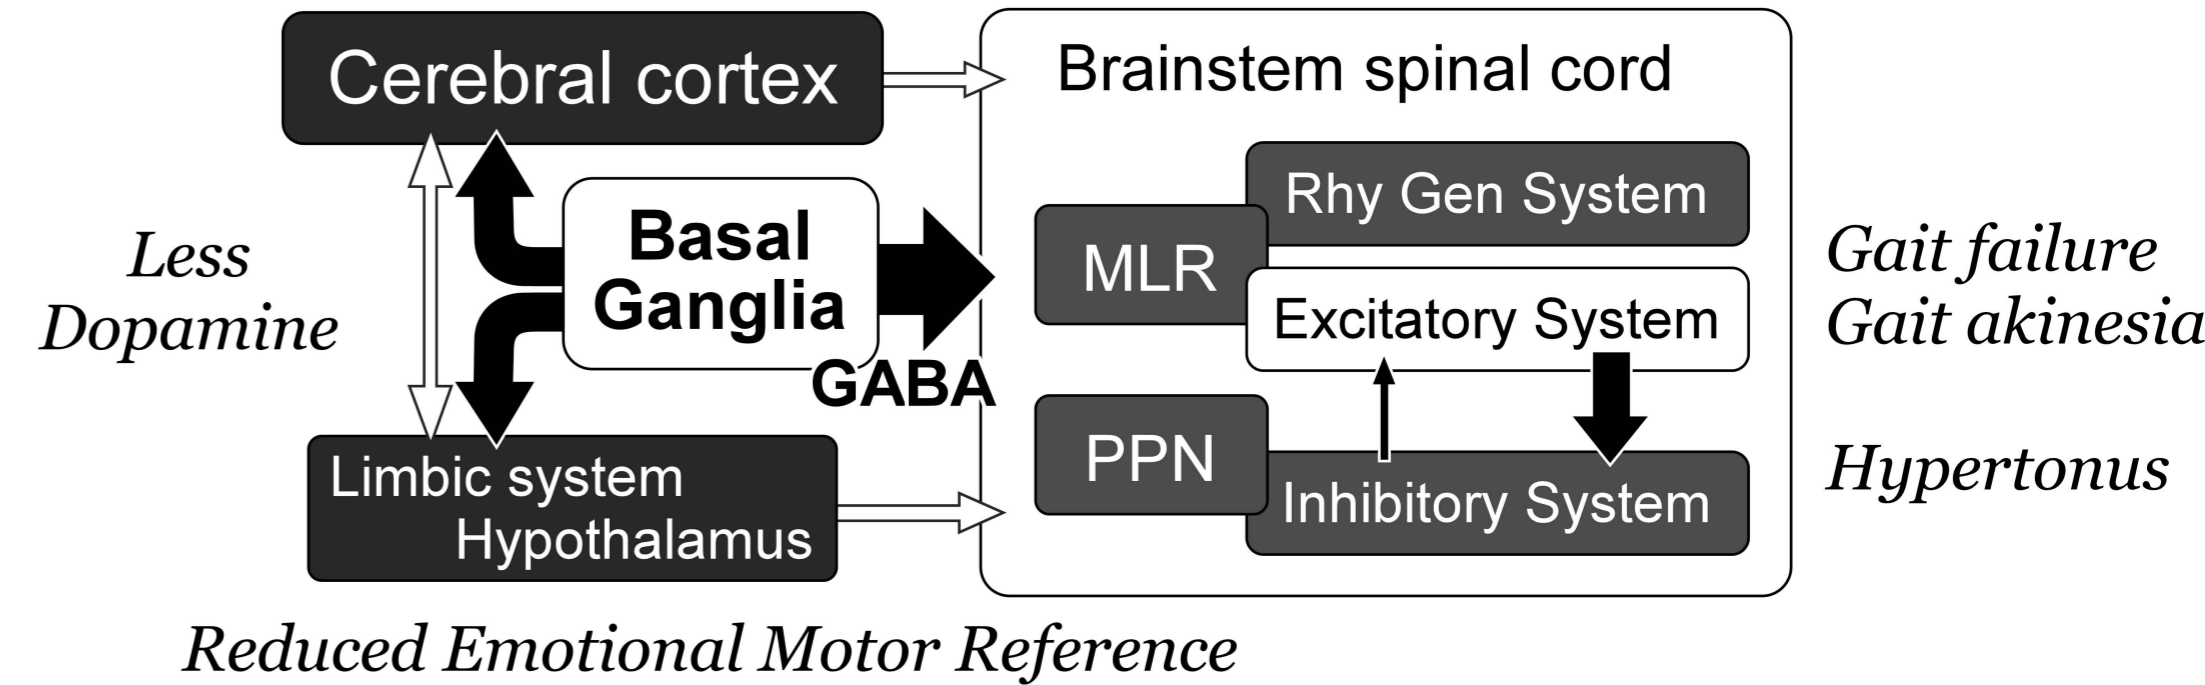 Cerebral cortex
Brainstem spinal cord
Rhy Gen System
MLR
Excitatory System
PPN
Inhibitory System
Basal
Ganglia
GABA
Less
Dopamine
Limbic system
Hypothalamus
Gait failure
Gait akinesia
Hypertonus
Reduced Emotional Motor Reference